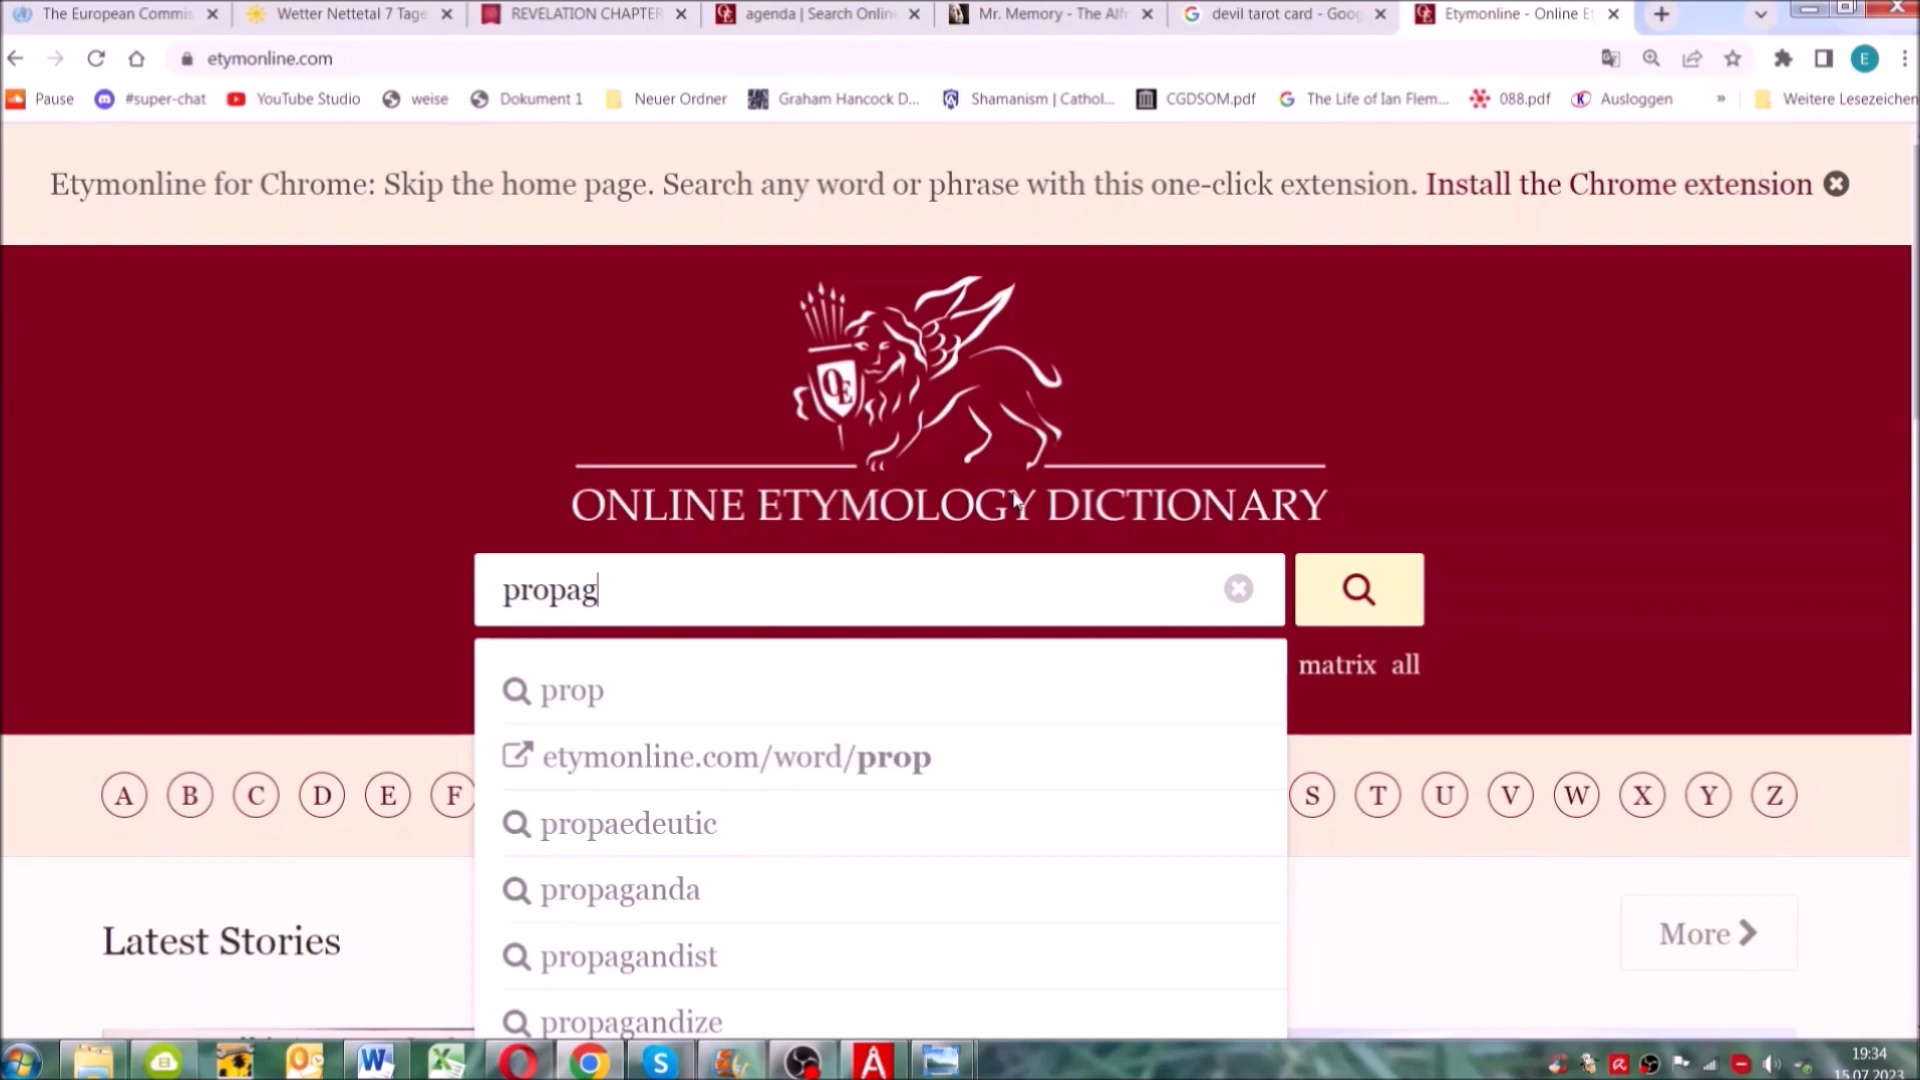 The European Commis
Wetter Nettetal 7 Tage
REVELATION CHAPTER
agenda | Search Onlin
Mr. Memory - The Alf
devil tarot card - Goog
Etymonline - Online E
etymonline.com
E
Pause
#super-chat
YouTube Studio
weise
Dokument 1
Neuer Ordner
Graham Hancock D...
Shamanism | Cathol...
CGDSOM.pdf
The Life of Ian Flem...
088.pdf
Ausloggen
»
Weitere Lesezeichen
Etymonline for Chrome: Skip the home page. Search any word or phrase with this one-click extension. Install the Chrome extension
OE
ONLINE ETYMOLOGY DICTIONARY
propag
matrix all
prop
etymonline.com/word/prop
propaedeutic
propaganda
propagandist
propagandize
A B C D E F S T U V W X Y Z
Latest Stories
More
19:34
15.07.2023